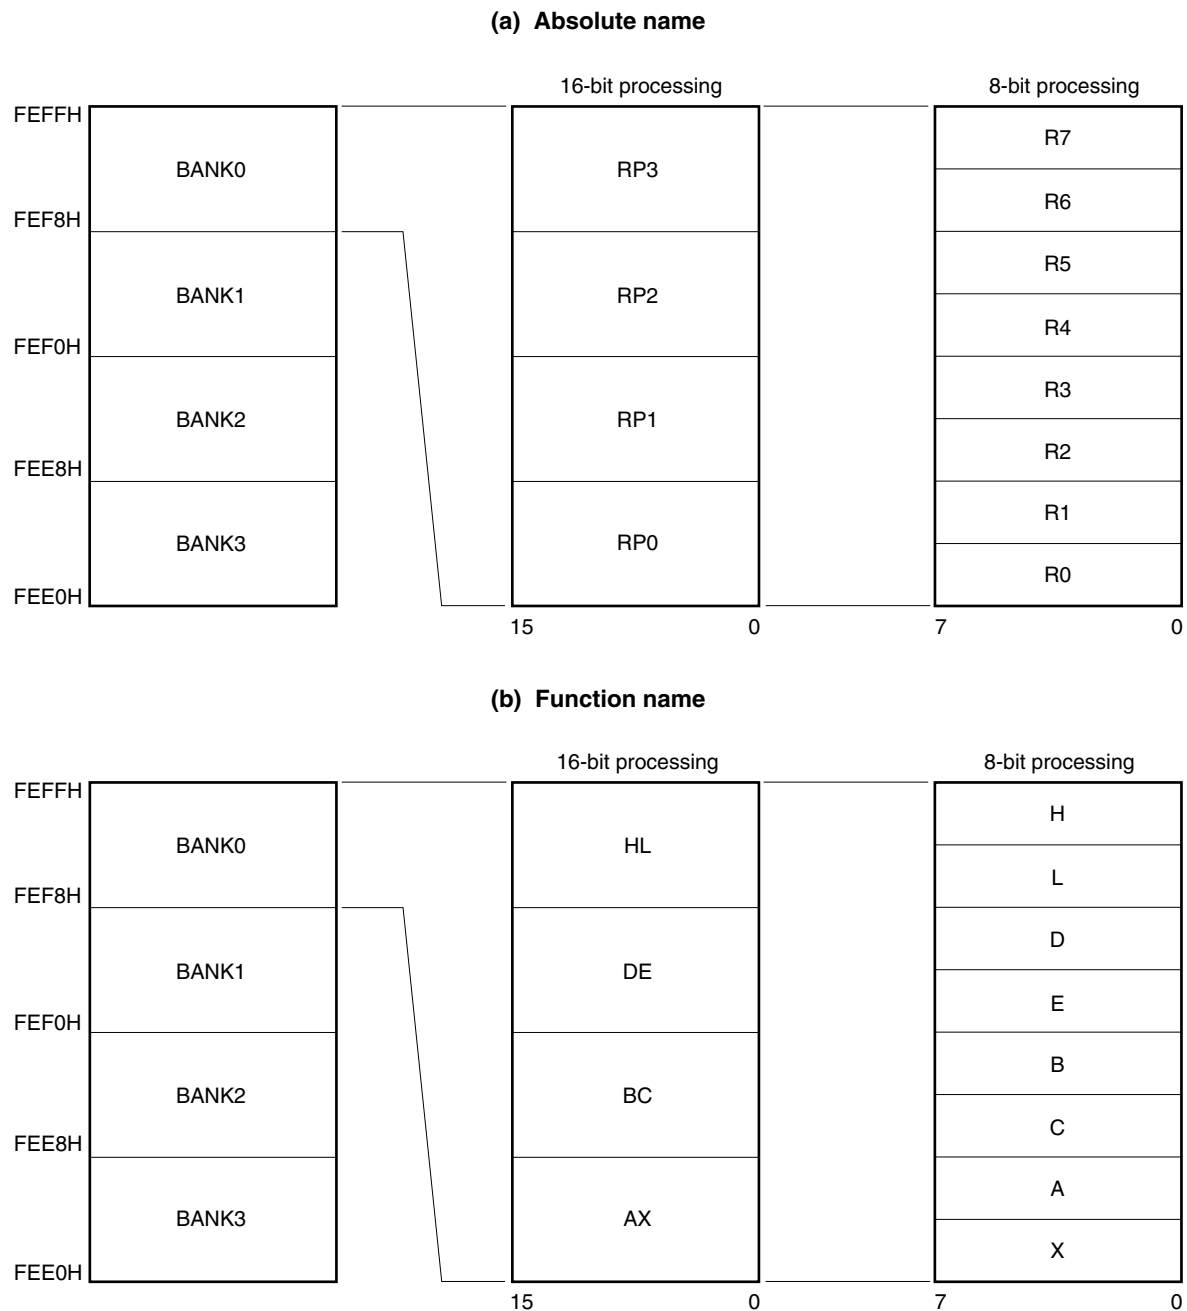 (a) Absolute name
16-bit processing 8-bit processing
FEFFH
R7
BANK0 RP3
R6
FEF8H
R5
BANK1 RP2
R4
FEF0H
R3
BANK2 RP1
R2
FEE8H
R1
BANK3 RP0
R0
FEE0H
15 0 7 0
(b) Function name
16-bit processing 8-bit processing
FEFFH
H
BANK0 HL
L
FEF8H
D
BANK1 DE
E
FEF0H
B
BANK2 BC
C
FEE8H
A
BANK3 AX
X
FEE0H
15 0 7 0